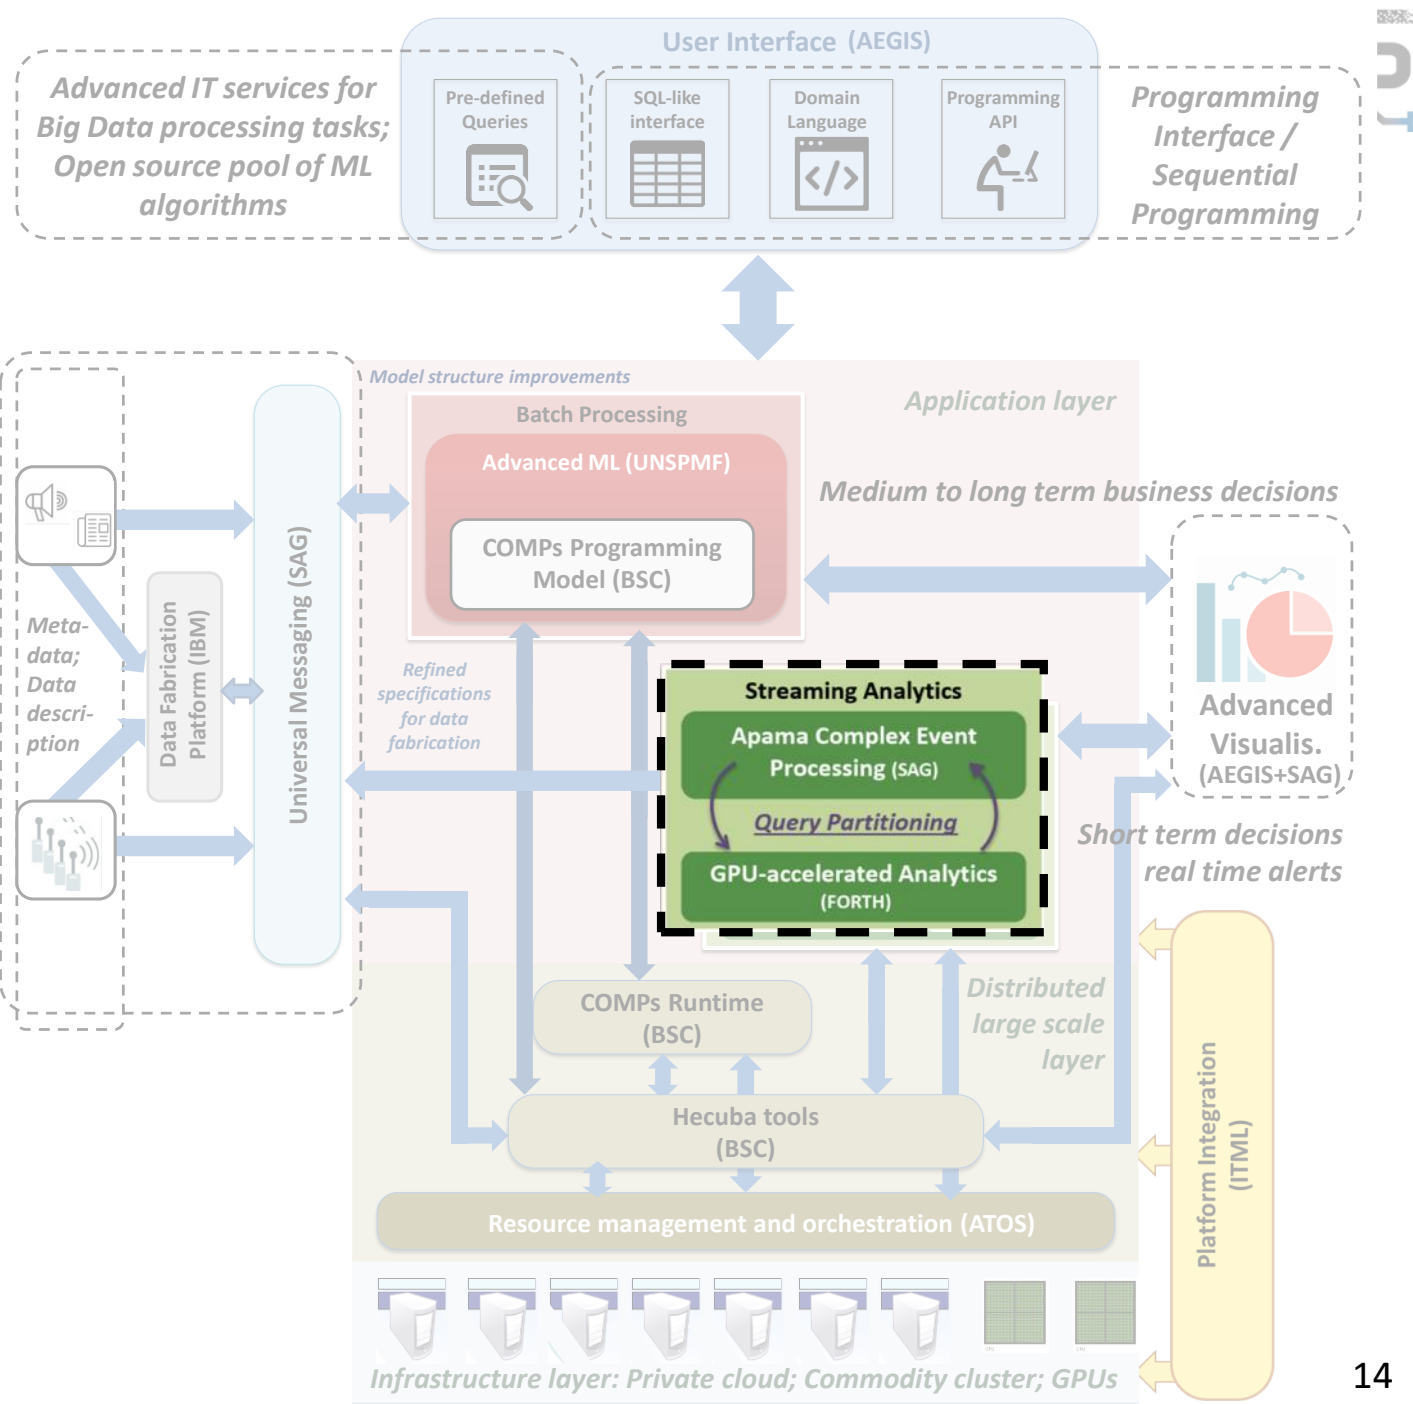 User Interface (AEGIS)
Advanced IT services for
Big Data processing tasks;
Open source pool of ML
algorithms
Pre-defined
Queries
SQL-like
interface
Domain
Language
Programming
API
Programming
Interface /
Sequential
Programming
Model structure improvements
Application layer
Batch Processing
Advanced ML (UNSPMF)
COMPs Programming
Model (BSC)
Medium to long term business decisions
Meta-
data;
Data
descri-
ption
Data Fabrication
Platform (IBM)
Universal Messaging (SAG)
Refined
specifications
for data
fabrication
Streaming Analytics
Apama Complex Event
Processing (SAG)
Query Partitioning
GPU-accelerated Analytics
(FORTH)
Advanced
Visualis.
(AEGIS+SAG)
Short term decisions
real time alerts
COMPs Runtime
(BSC)
Distributed
large scale
layer
Hecuba tools
(BSC)
Resource management and orchestration (ATOS)
Platform Integration
(ITML)
Infrastructure layer: Private cloud; Commodity cluster; GPUs
14